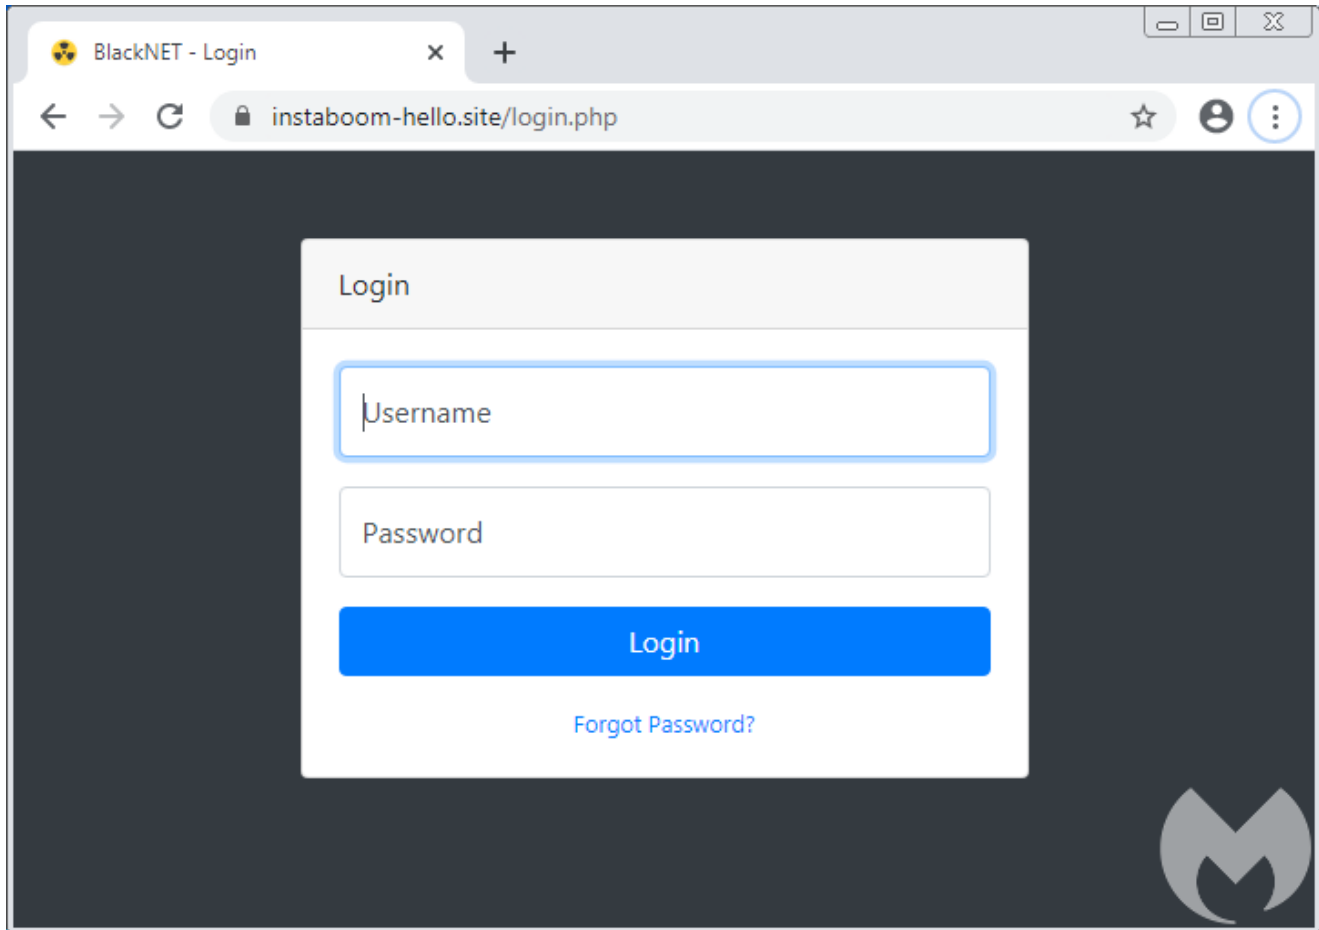 BlackNET - Login
instaboom-hello.site/login.php
Login
Username
Password
Login
Forgot Password?